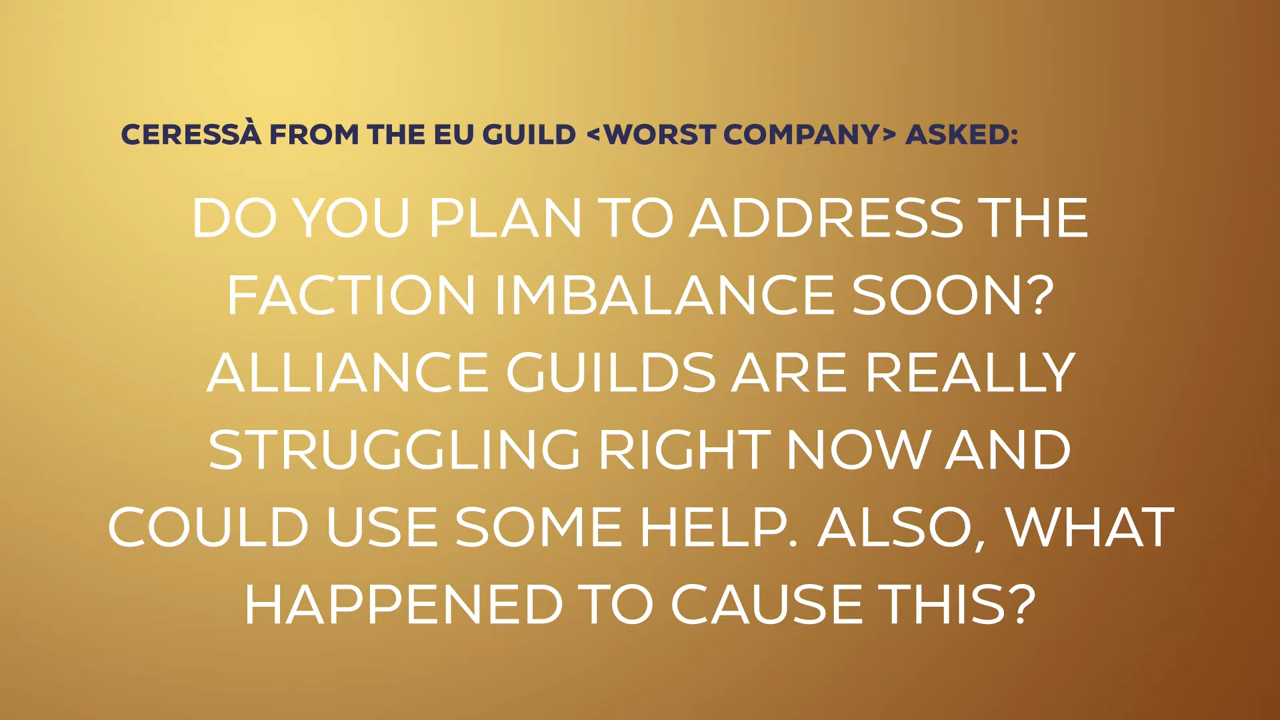 CERESSÀ FROM THE EU GUILD <WORST COMPANY> ASKED:
DO YOU PLAN TO ADDRESS THE
FACTION IMBALANCE SOON?
ALLIANCE GUILDS ARE REALLY
STRUGGLING RIGHT NOW AND
COULD USE SOME HELP. ALSO, WHAT
HAPPENED TO CAUSE THIS?